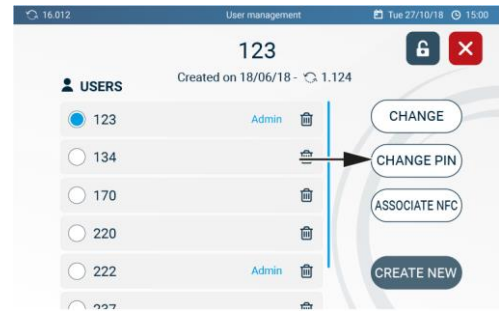 16.012 User management Tue 27/10/18 15:00
123
Created on 18/06/18 - 1.124
USERS
123 Admin
134
170
220
222 Admin
237
CHANGE
CHANGE PIN
ASSOCIATE NFC
CREATE NEW